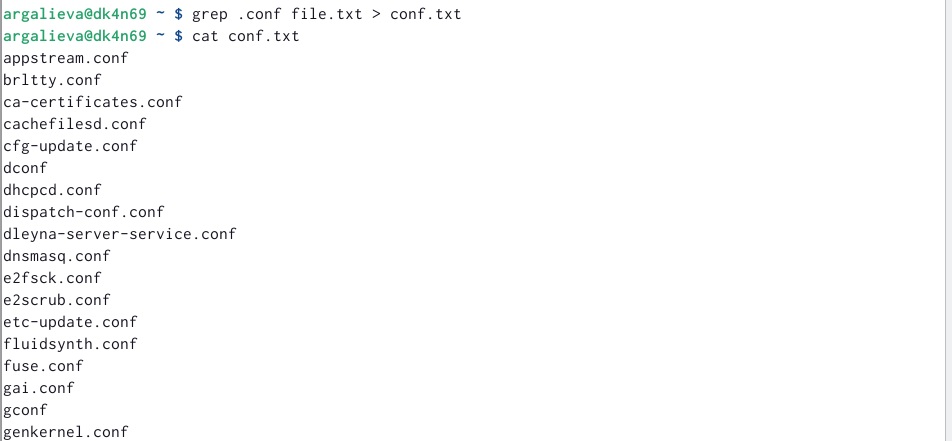 argalieva@dk4n69 ~ $ grep .conf file.txt > conf.txt
argalieva@dk4n69 ~ $ cat conf.txt
appstream.conf
brltty.conf
ca-certificates.conf
cachefilesd.conf
cfg-update.conf
dconf
dhcpcd.conf
dispatch-conf.conf
dleyna-server-service.conf
dnsmasq.conf
e2fsck.conf
e2scrub.conf
etc-update.conf
fluidsynth.conf
fuse.conf
gai.conf
gconf
genkernel.conf